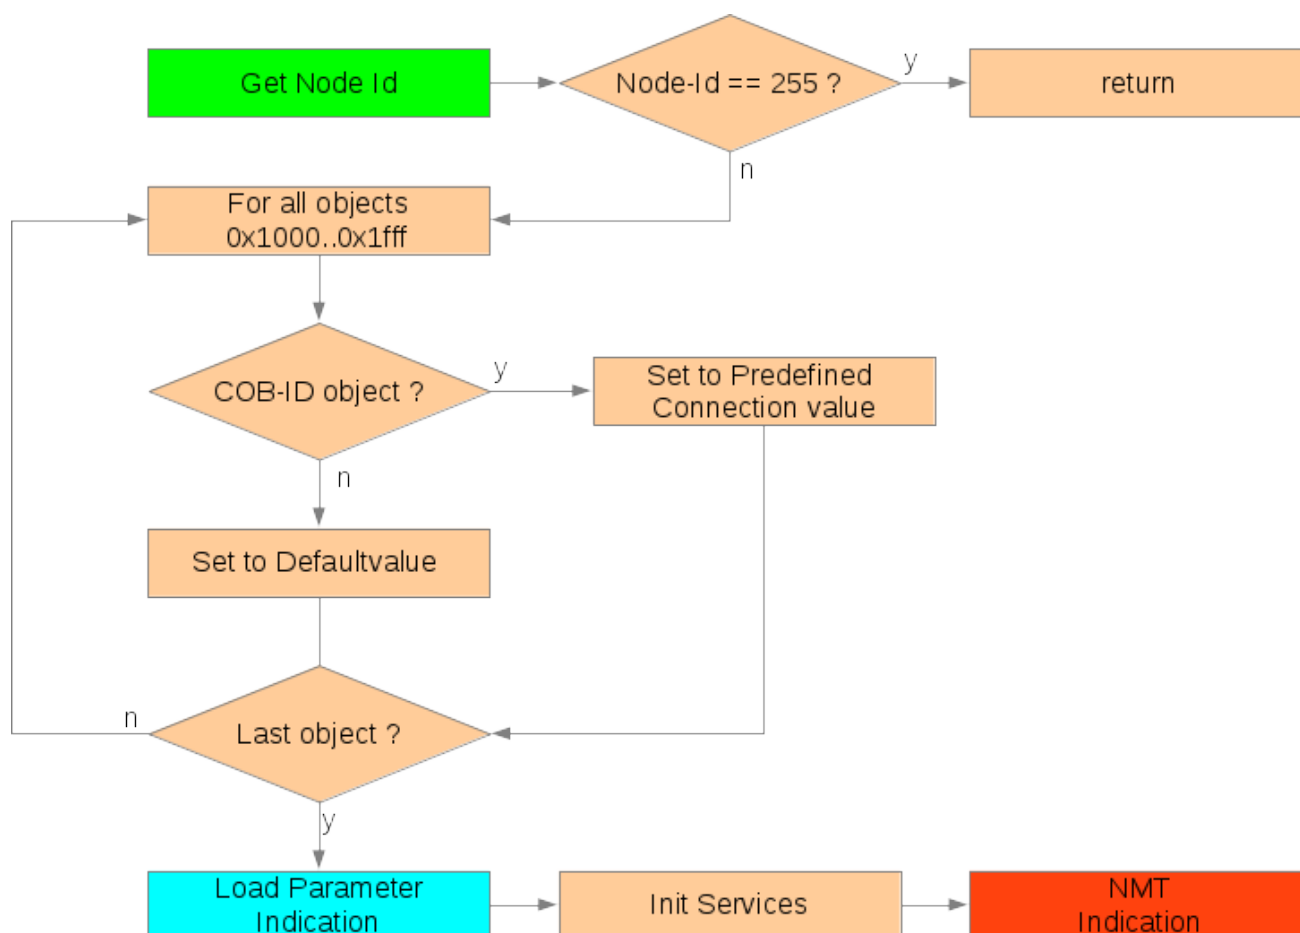 Get Node Id
Node-Id == 255 ?
y
return
n
For all objects
0x1000..0x1fff
COB-ID object ?
y
Set to Predefined
Connection value
n
Set to Defaultvalue
n
Last object ?
y
Load Parameter
Indication
Init Services
NMT
Indication